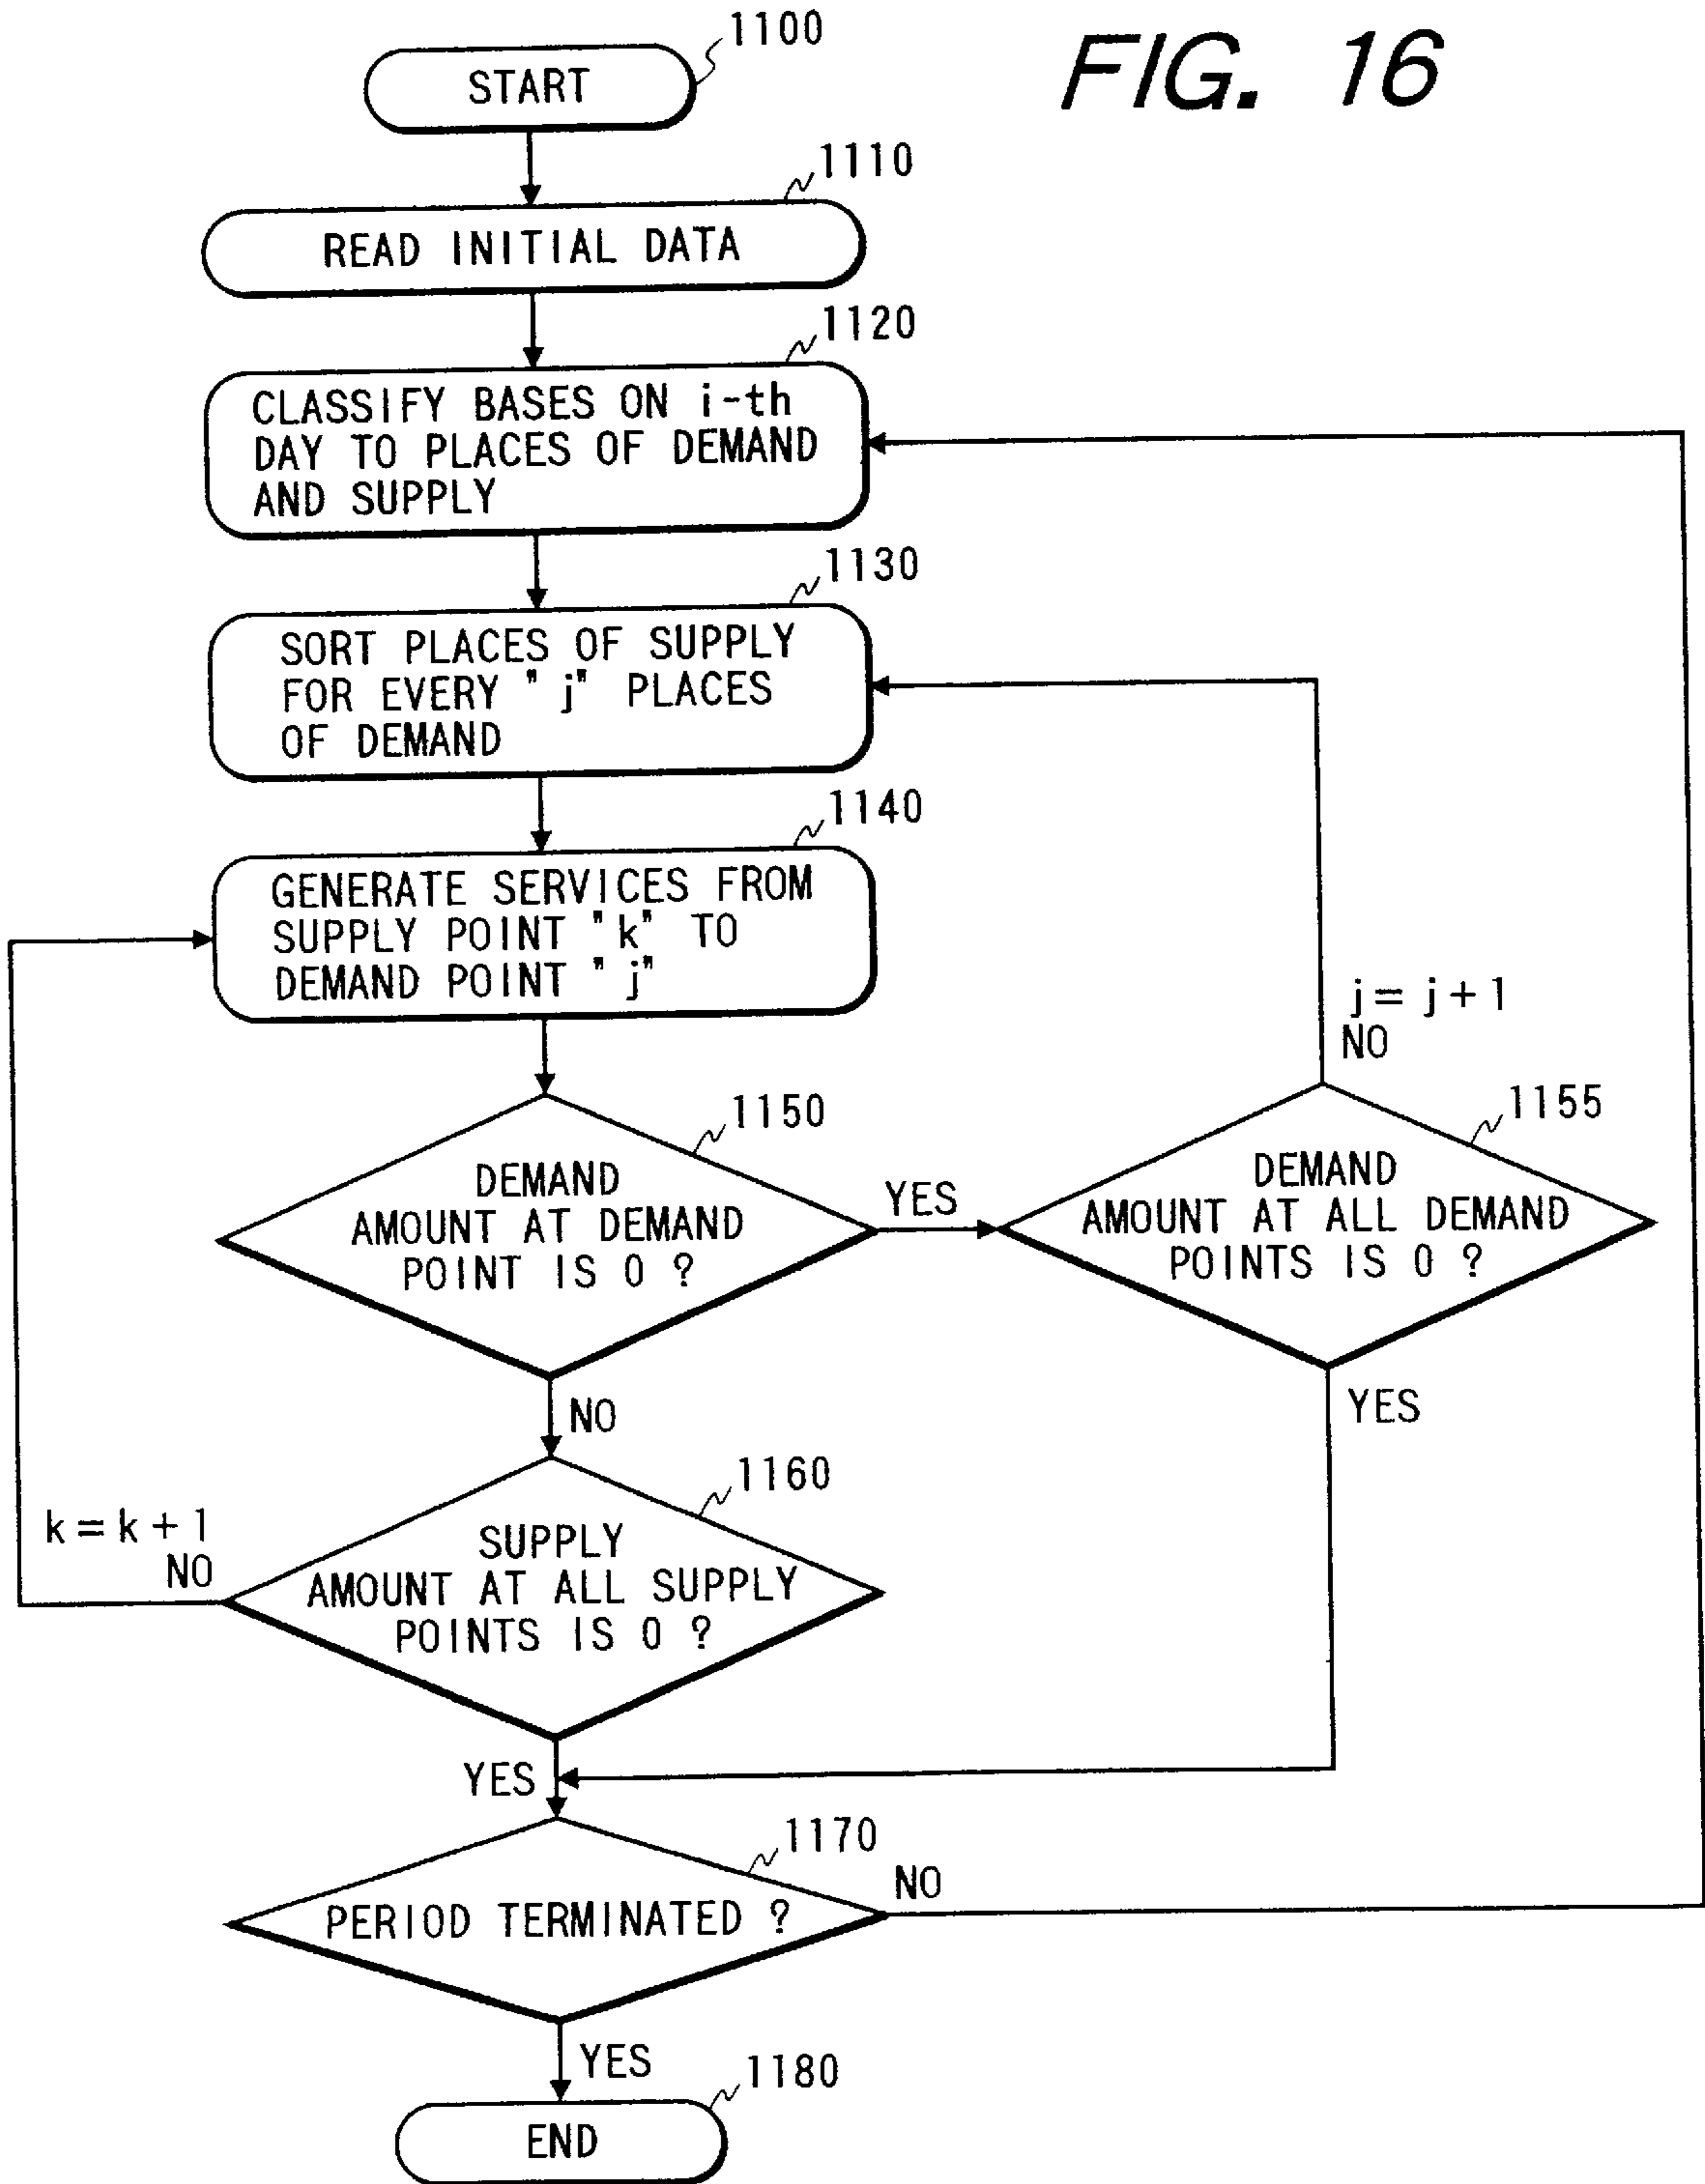 FIG. 16
1100
START
1110
READ INITIAL DATA
1120
CLASSIFY BASES ON i-th
DAY TO PLACES OF DEMAND
AND SUPPLY
1130
SORT PLACES OF SUPPLY
FOR EVERY "j" PLACES
OF DEMAND
1140
GENERATE SERVICES FROM
SUPPLY POINT "k" TO
DEMAND POINT "j"
j = j + 1
NO
1150
DEMAND
AMOUNT AT DEMAND
POINT IS 0 ?
YES
1155
DEMAND
AMOUNT AT ALL DEMAND
POINTS IS 0 ?
NO
YES
1160
k = k + 1
NO
SUPPLY
AMOUNT AT ALL SUPPLY
POINTS IS 0 ?
YES
1170
PERIOD TERMINATED ?
NO
YES
1180
END